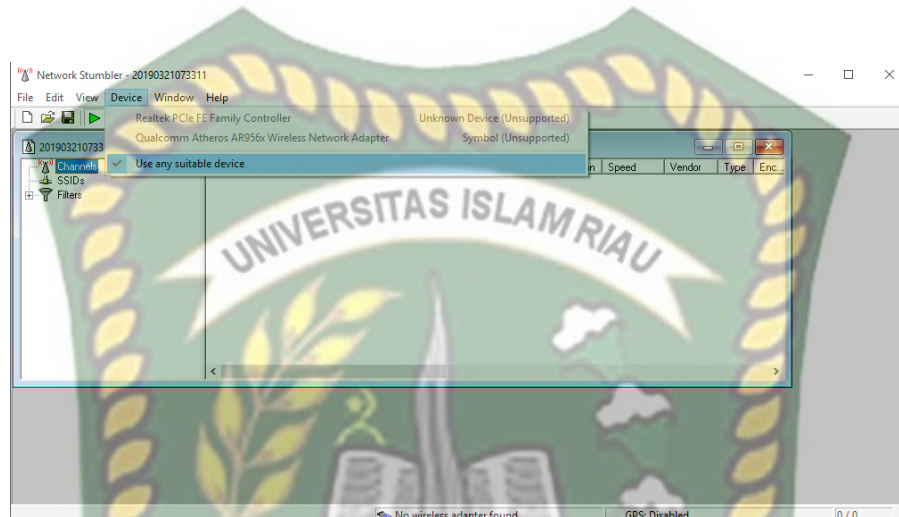 Network Stumbler - 20190321073311
File Edit View Device Window Help
Realtek PCIe FE Family Controller Unknown Device (Unsupported)
Qualcomm Atheros AR956x Wireless Network Adapter Symbol (Unsupported)
Use any suitable device
201903210733
Channels
SSIDs
Filters
n Speed Vendor Type Enc...
UNIVERSITAS ISLAM RIAU
No wireless adapter found GPS: Disabled 0 / 0